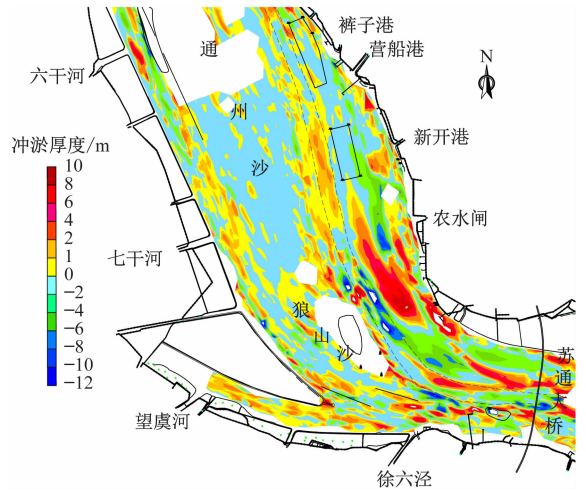 裤子港
营船港
通
州
沙
六干河
N
新开港
冲淤厚度/m
10
8
6
4
2
1
0
−2
−4
−6
−8
−10
−12
农水闸
七干河
狼
山
沙
苏
通
大
桥
望虞河
徐六泾